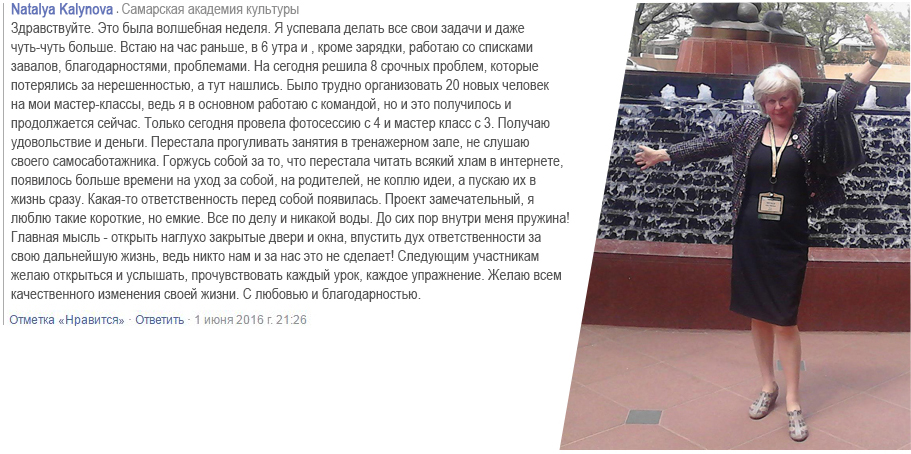 Natalya Kalynova · Самарская академия культуры
Здравствуйте. Это была волшебная неделя. Я успевала делать все свои задачи и даже
чуть-чуть больше. Встаю на час раньше, в 6 утра и , кроме зарядки, работаю со списками
завалов, благодарностями, проблемами. На сегодня решила 8 срочных проблем, которые
потерялись за нерешенностью, а тут нашлись. Было трудно организовать 20 новых человек
на мои мастер-классы, ведь я в основном работаю с командой, но и это получилось и
продолжается сейчас. Только сегодня провела фотосессию с 4 и мастер класс с 3. Получаю
удовольствие и деньги. Перестала прогуливать занятия в тренажерном зале, не слушаю
своего самосаботажника. Горжусь собой за то, что перестала читать всякий хлам в интернете,
появилось больше времени на уход за собой, на родителей, не коплю идеи, а пускаю их в
жизнь сразу. Какая-то ответственность перед собой появилась. Проект замечательный, я
люблю такие короткие, но емкие. Все по делу и никакой воды. До сих пор внутри меня пружина!
Главная мысль - открыть наглухо закрытые двери и окна, впустить дух ответственности за
свою дальнейшую жизнь, ведь никто нам и за нас это не сделает! Следующим участникам
желаю открыться и услышать, прочувствовать каждый урок, каждое упражнение. Желаю всем
качественного изменения своей жизни. С любовью и благодарностью.
Отметка «Нравится» · Ответить · 1 июня 2016 г. 21:26